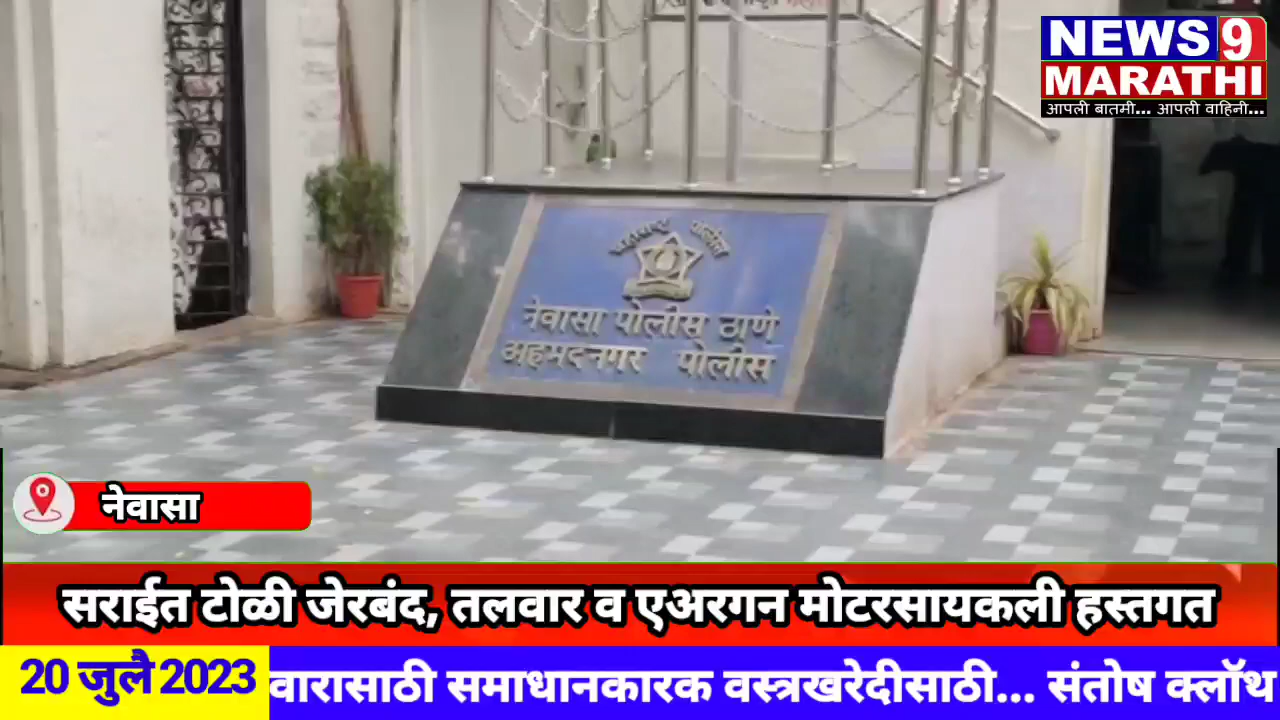 NEWS 9
MARATHI
आपली बातमी... आपली वाहिनी...
महाराष्ट्र पोलीस
नेवासा पोलीस ठाणे
अहमदनगर पोलीस
नेवासा
सराईत टोळी जेरबंद, तलवार व एअरगन मोटरसायकली हस्तगत
20 जुलै 2023 वारासाठी समाधानकारक वस्त्रखरेदीसाठी... संतोष क्लॉथ